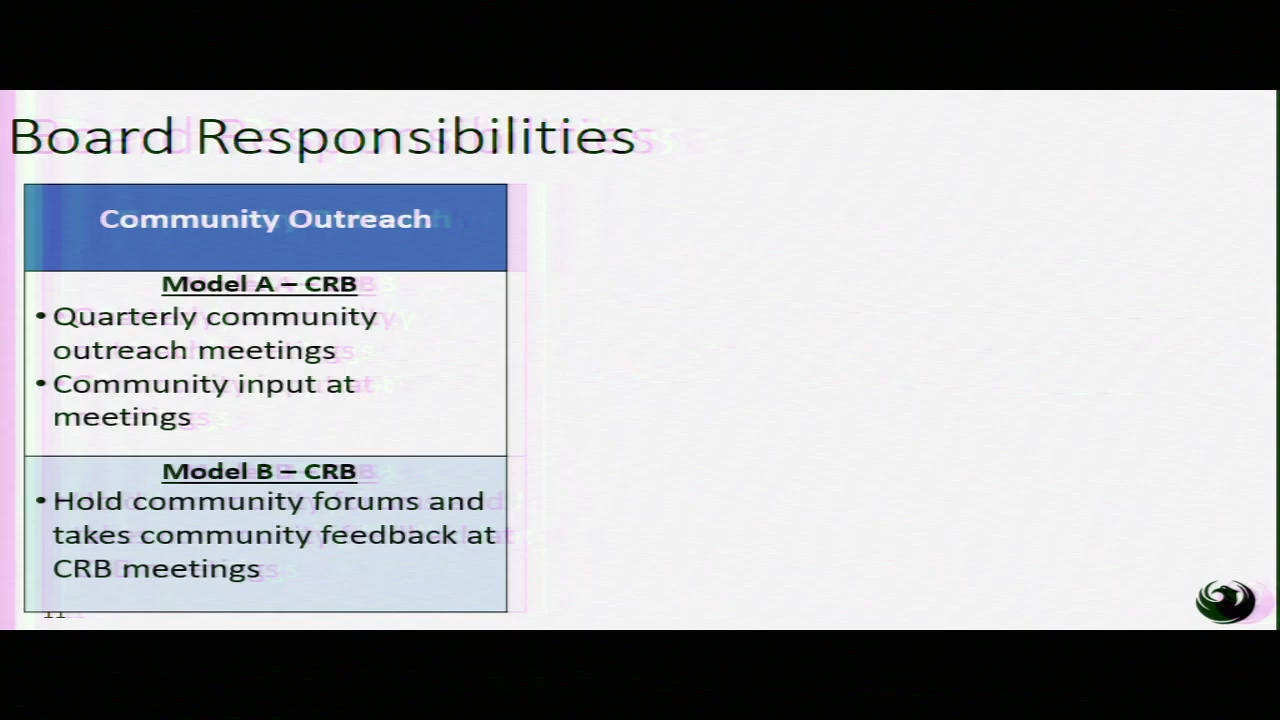 Board Responsibilities
Community Outreach
Model A – CRB
• Quarterly community
outreach meetings
• Community input at
meetings
Model B – CRB
• Hold community forums and
takes community feedback at
CRB meetings
11